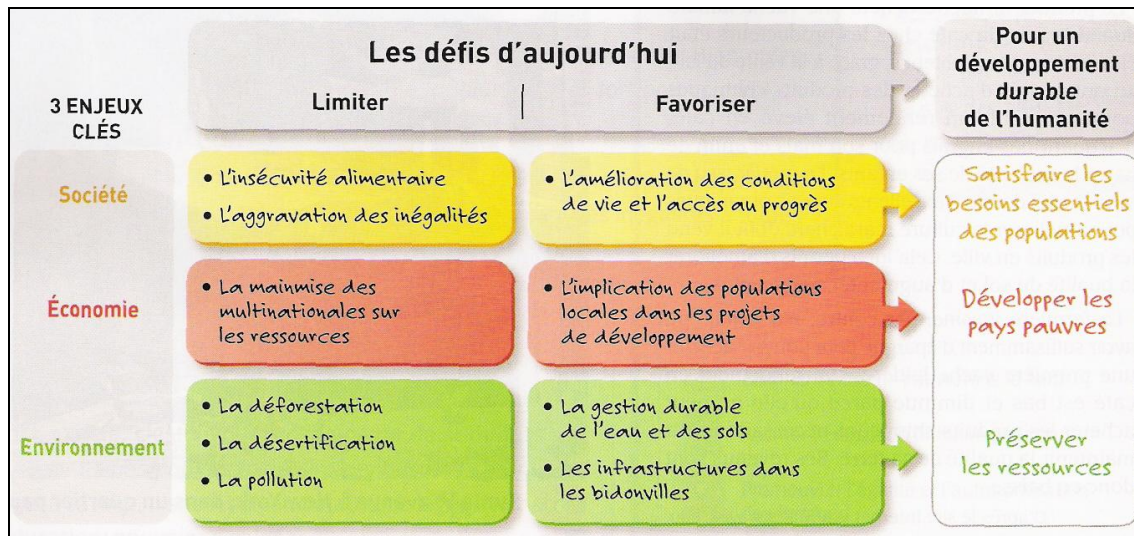 Les défis d'aujourd'hui
Limiter
Favoriser
Pour un
développement
durable
de l'humanité
3 ENJEUX
CLÉS
Société
• L'insécurité alimentaire
• L'aggravation des inégalités
• L'amélioration des conditions
de vie et l'accès au progrès
Satisfaire les
besoins essentiels
des populations
Économie
• La mainmise des
multinationales sur
les ressources
• L'implication des populations
locales dans les projets
de développement
Développer les
pays pauvres
Environnement
• La déforestation
• La désertification
• La pollution
• La gestion durable
de l'eau et des sols
• Les infrastructures dans
les bidonvilles
Préserver
les ressources